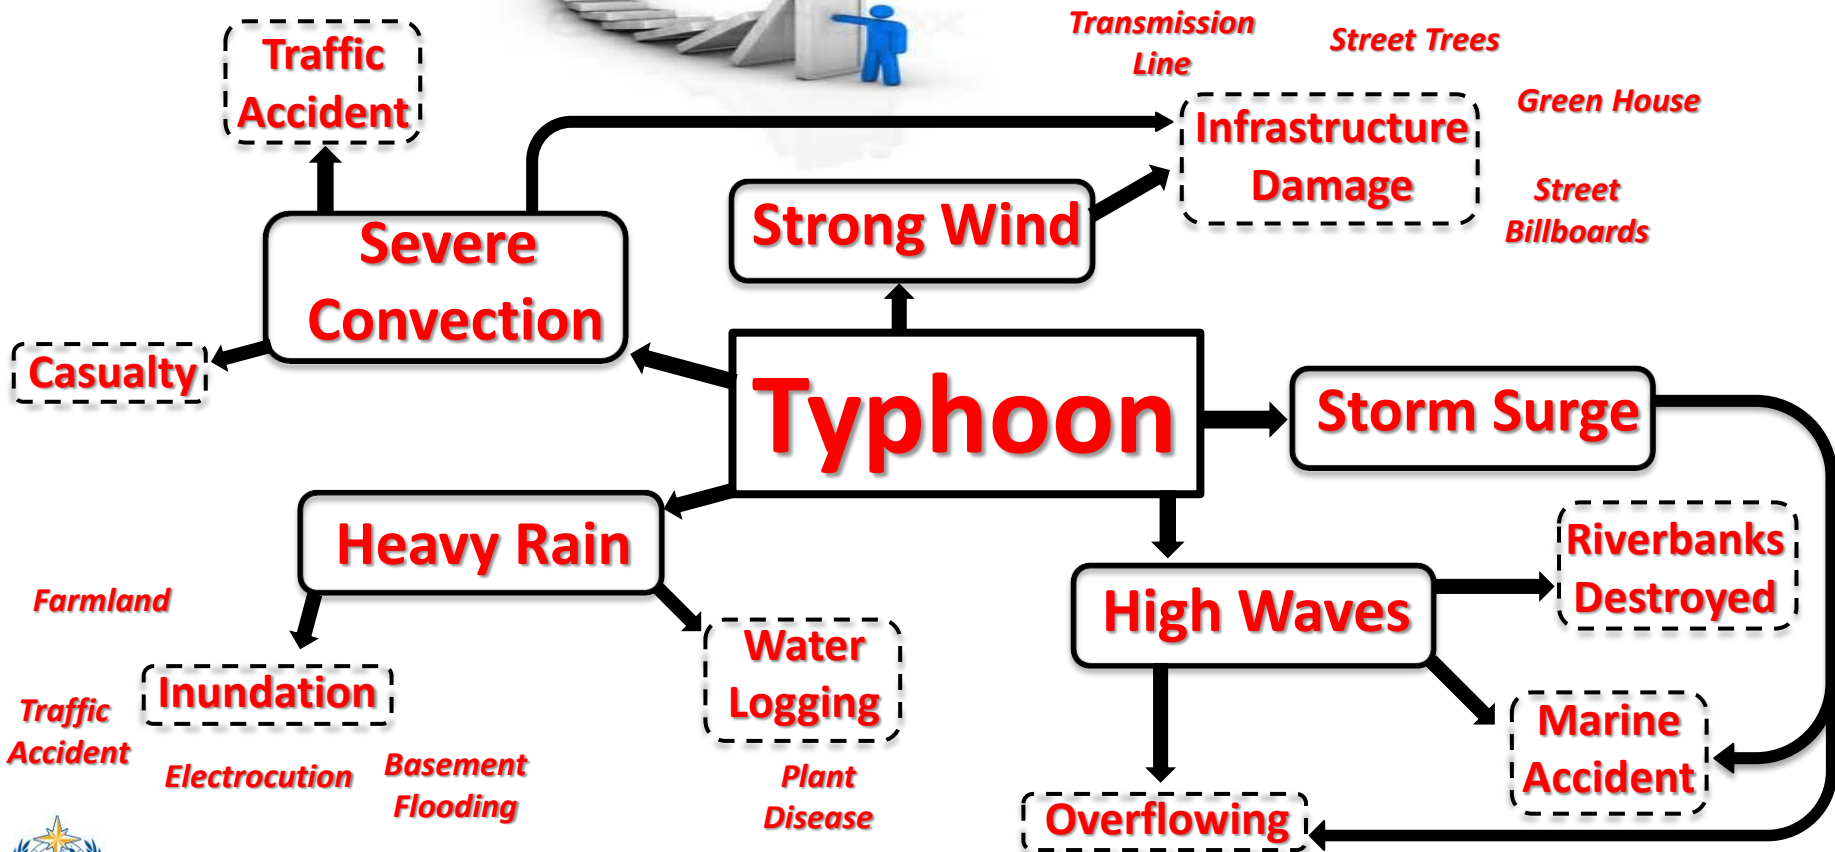 Transmission
Line
Street Trees
Traffic
Accident
Green House
Infrastructure
Damage
Street
Billboards
Strong Wind
Severe
Convection
Casualty
Typhoon
Storm Surge
Heavy Rain
Riverbanks
Destroyed
High Waves
Farmland
Inundation
Water
Logging
Traffic
Accident
Marine
Accident
Electrocution
Basement
Flooding
Plant
Disease
Overflowing